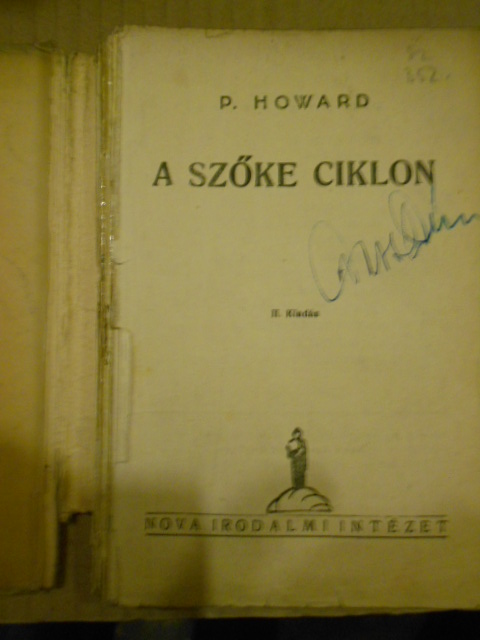 P. HOWARD
A SZŐKE CIKLON
II. Kiadás
NOVA IRODALMI INTÉZET